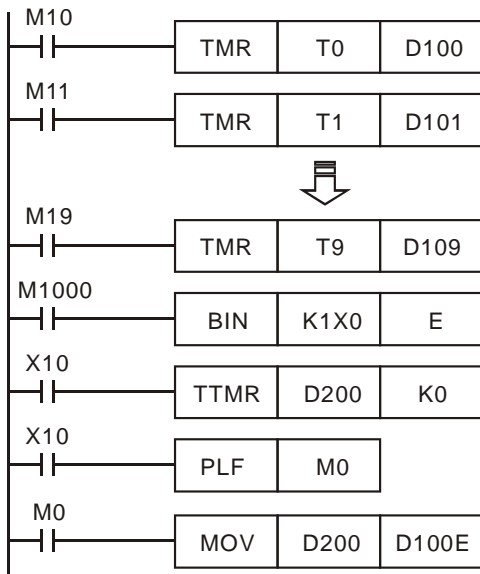 M10
TMR T0 D100
M11
TMR T1 D101
M19
TMR T9 D109
M1000
BIN K1X0 E
X10
TTMR D200 K0
X10
PLF M0
M0
MOV D200 D100E